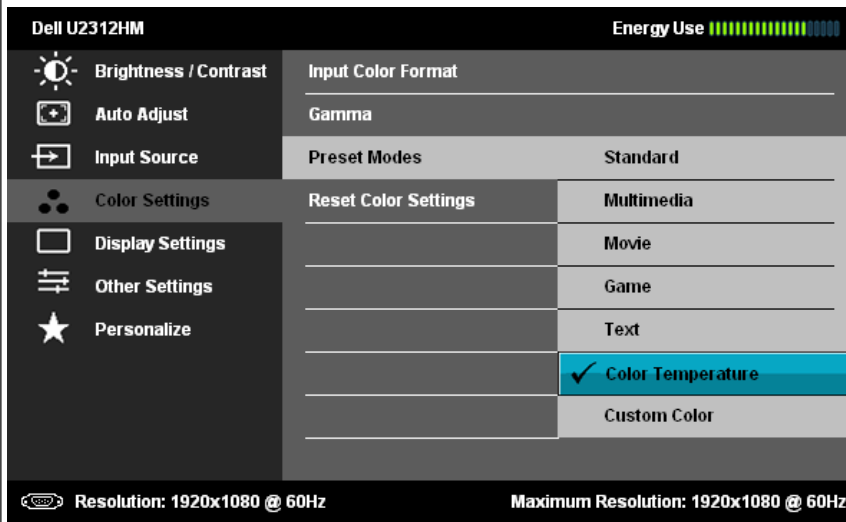 Dell U2312HM
Energy Use
Brightness / Contrast
Input Color Format
Auto Adjust
Gamma
Input Source
Preset Modes
Standard
Color Settings
Reset Color Settings
Multimedia
Display Settings
Movie
Other Settings
Game
Personalize
Text
Color Temperature
Custom Color
Resolution: 1920x1080 @ 60Hz
Maximum Resolution: 1920x1080 @ 60Hz